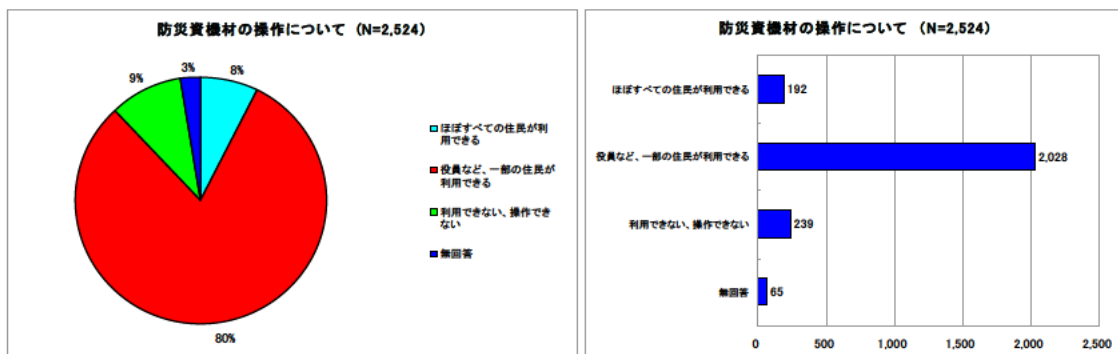 防災資機材の操作について (N=2,524)
3%
8%
9%
80%
ほぼすべての住民が利
用できる
役員など、一部の住民が
利用できる
利用できない、操作でき
ない
無回答
防災資機材の操作について (N=2,524)
ほぼすべての住民が利用できる
192
役員など、一部の住民が利用できる
2,028
利用できない、操作できない
239
無回答
65
0 500 1,000 1,500 2,000 2,500